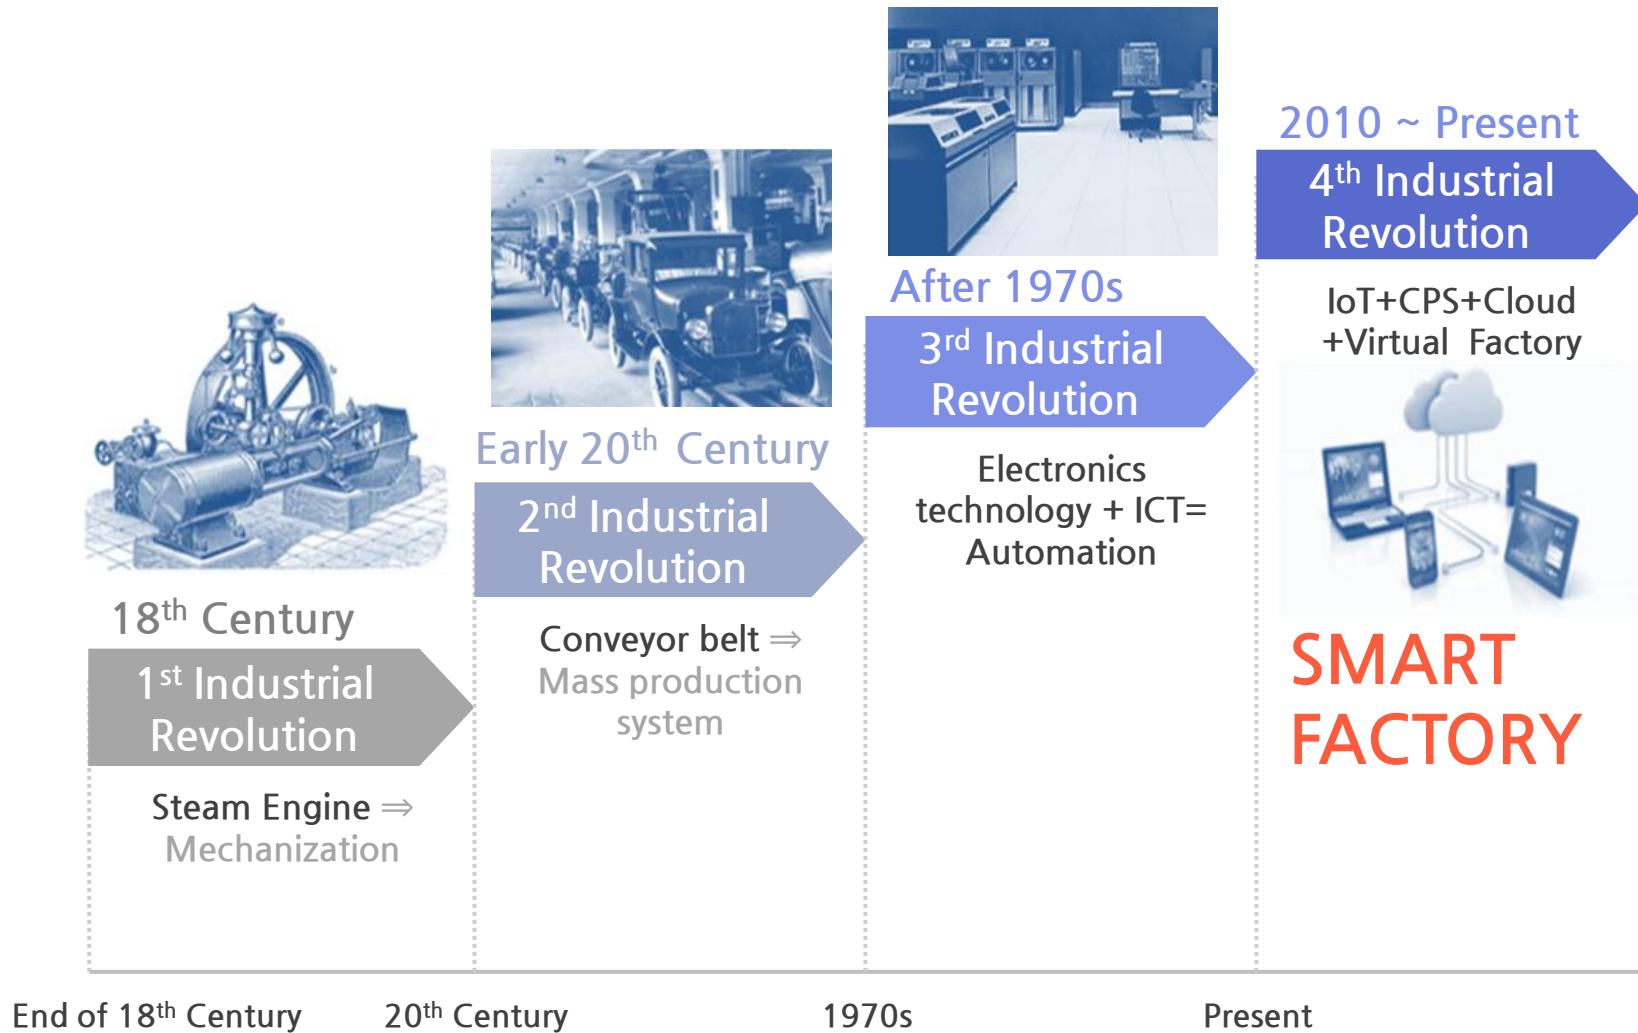 18th Century
1st Industrial
Revolution
Steam Engine ⇒
Mechanization
Early 20th Century
2nd Industrial
Revolution
Conveyor belt ⇒
Mass production
system
After 1970s
3rd Industrial
Revolution
Electronics
technology + ICT=
Automation
2010 ~ Present
4th Industrial
Revolution
IoT+CPS+Cloud
+Virtual Factory
SMART
FACTORY
End of 18th Century
20th Century
1970s
Present